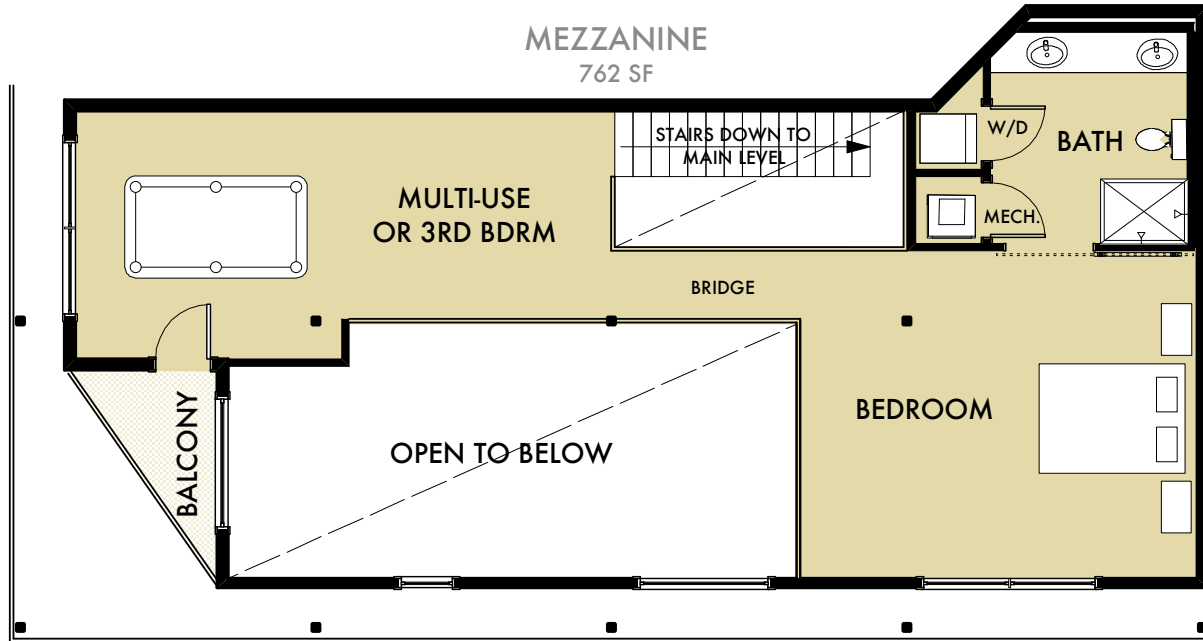 MEZZANINE
762 SF
STAIRS DOWN TO
MAIN LEVEL
W/D
BATH
MULTI-USE
OR 3RD BDRM
MECH.
BRIDGE
BALCONY
OPEN TO BELOW
BEDROOM